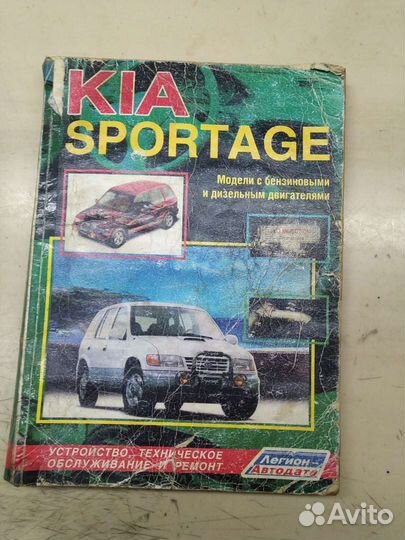 KIA
SPORTAGE
Модели с бензиновыми
и дизельным двигателями
УСТРОЙСТВО, ТЕХНИЧЕСКОЕ
ОБСЛУЖИВАНИЕ И РЕМОНТ
Легион-
Автодата
Avito